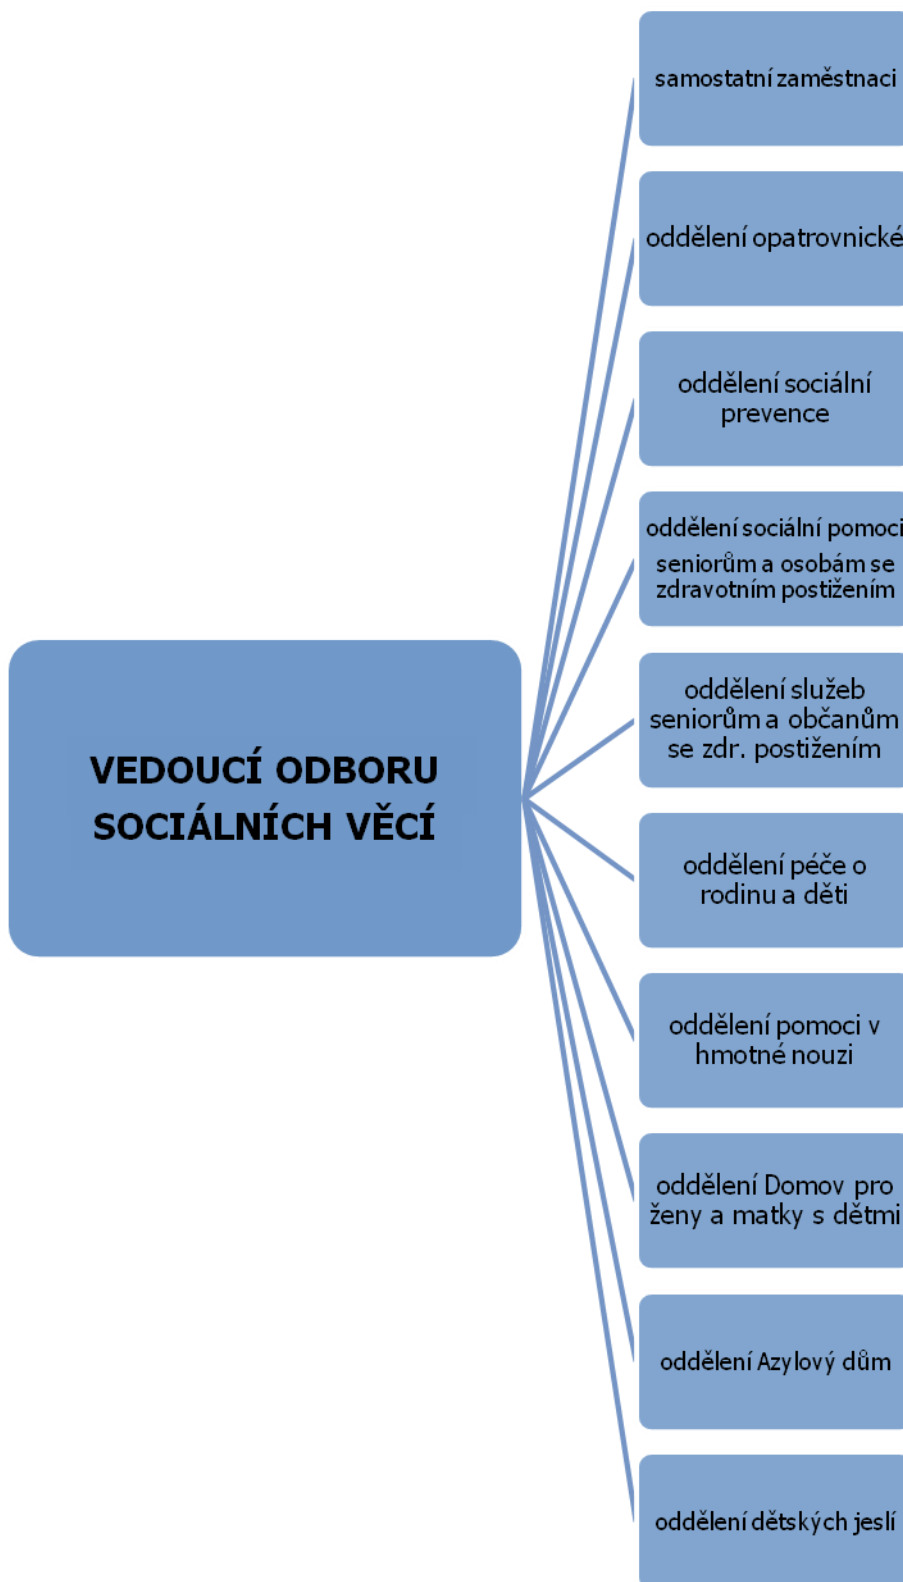 samostatní zaměstnaci
oddělení opatrovnické
oddělení sociální
prevence
oddělení sociální pomoci
seniorům a osobám se
zdravotním postižením
oddělení služeb
seniorům a občanům
se zdr. postižením
VEDOUCÍ ODBORU
SOCIÁLNÍCH VĚCÍ
oddělení péče o
rodinu a děti
oddělení pomoci v
hmotné nouzi
oddělení Domov pro
ženy a matky s dětmi
oddělení Azylový dům
oddělení dětských jeslí